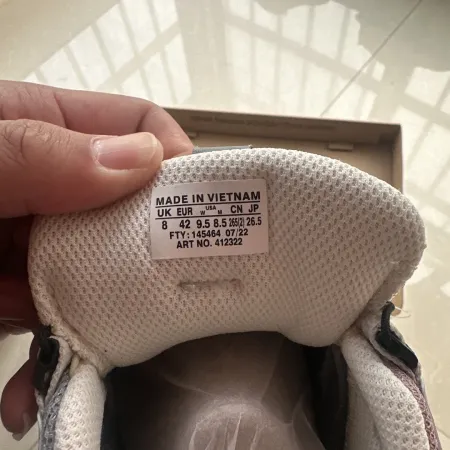 MADE IN VIETNAM
UK EUR W USA M CN JP
8 42 9.5 8.5 265(2) 26.5
FTY: 145464 07/22
ART NO. 412322